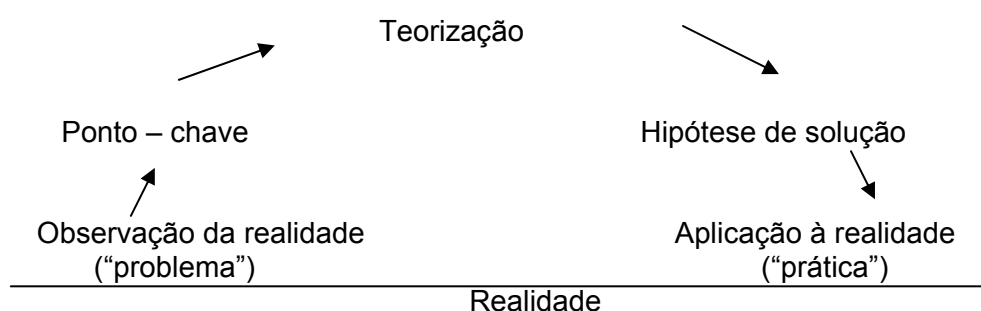 Teorização
Ponto – chave
Hipótese de solução
Observação da realidade
(“problema”)
Aplicação à realidade
(“prática”)
Realidade